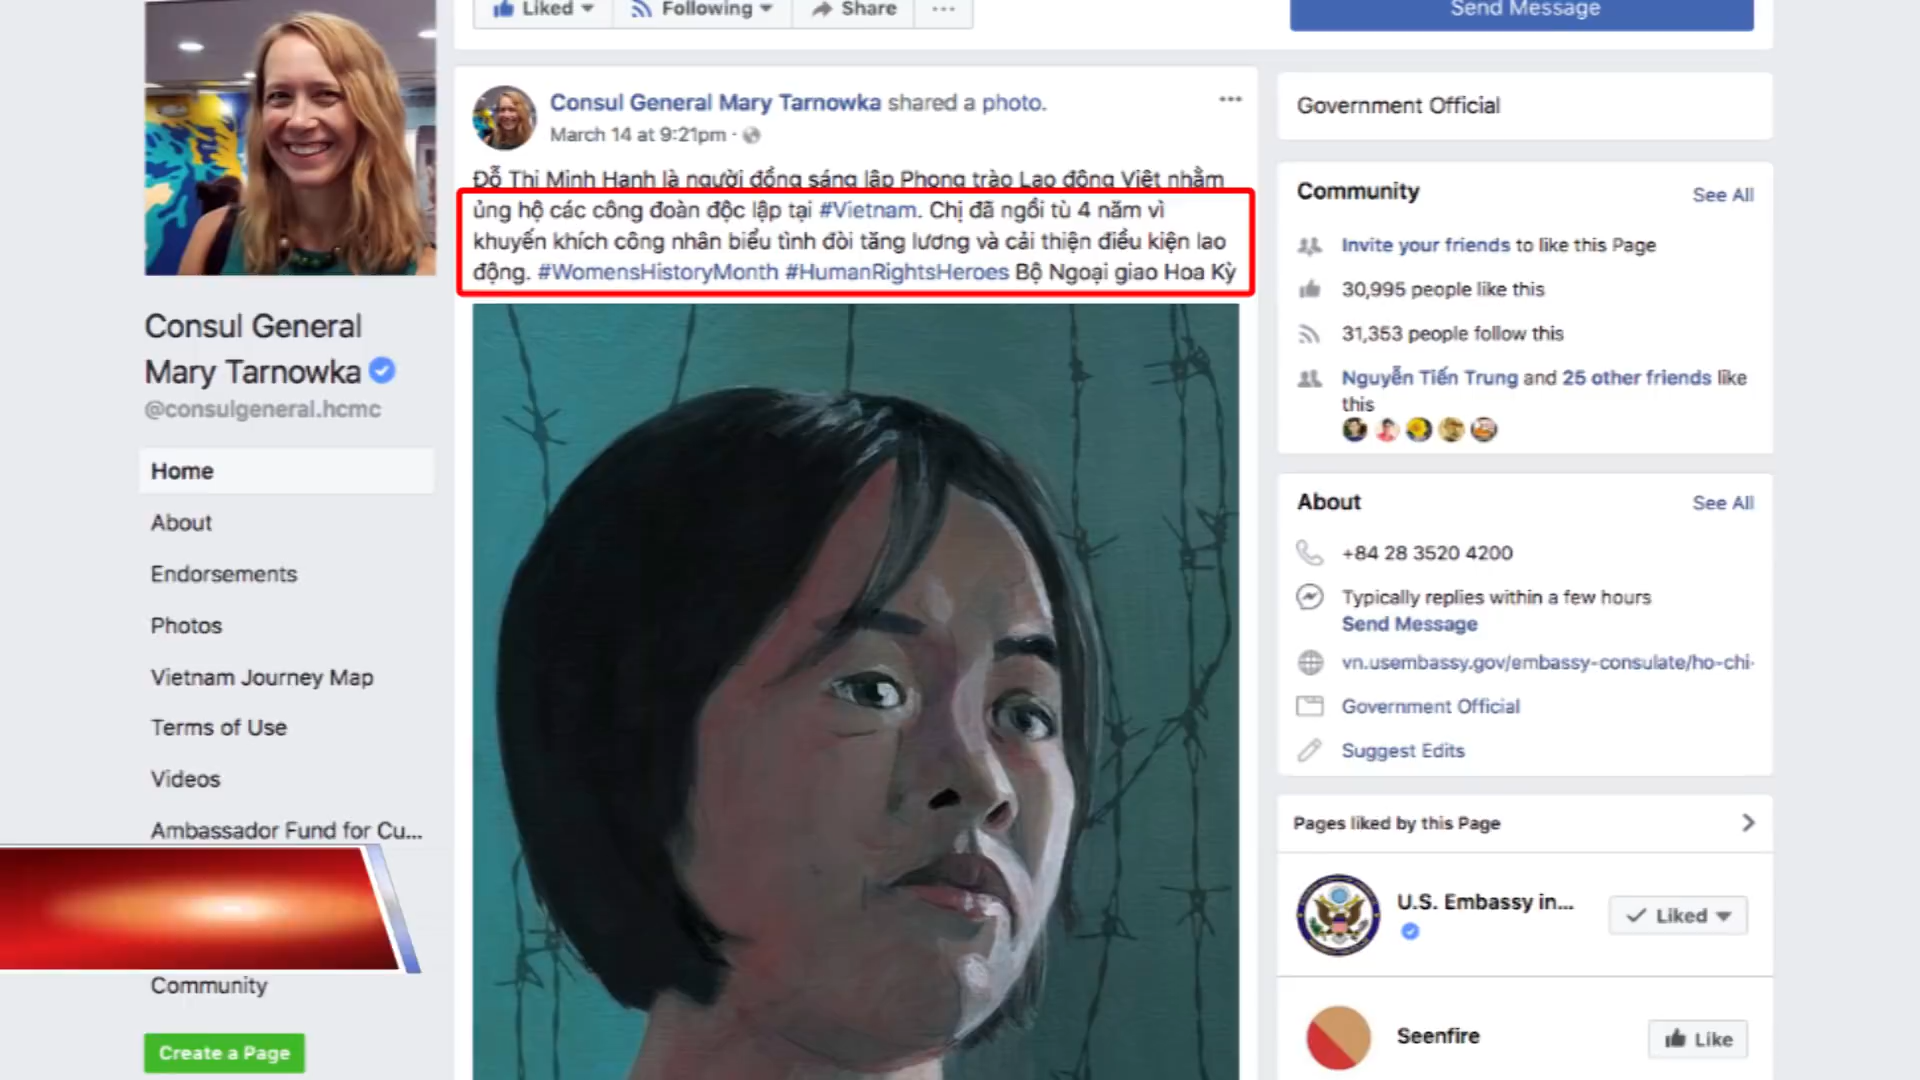 Liked
Following
Share
Send Message
Consul General Mary Tarnowka shared a photo.
March 14 at 9:21pm ·
Đỗ Thị Minh Hạnh là người đồng sáng lập Phong trào Lao động Việt nhằm
ủng hộ các công đoàn độc lập tại #Vietnam. Chị đã ngồi tù 4 năm vì
khuyến khích công nhân biểu tình đòi tăng lương và cải thiện điều kiện lao
động. #WomensHistoryMonth #HumanRightsHeroes Bộ Ngoại giao Hoa Kỳ
Consul General
Mary Tarnowka
@consulgeneral.hcmc
Home
About
Endorsements
Photos
Vietnam Journey Map
Terms of Use
Videos
Ambassador Fund for Cu...
Community
Create a Page
Government Official
Community
See All
Invite your friends to like this Page
30,995 people like this
31,353 people follow this
Nguyễn Tiến Trung and 25 other friends like
this
About
See All
+84 28 3520 4200
Typically replies within a few hours
Send Message
vn.usembassy.gov/embassy-consulate/ho-chi-
Government Official
Suggest Edits
Pages liked by this Page
U.S. Embassy in...
Liked
Seenfire
Like